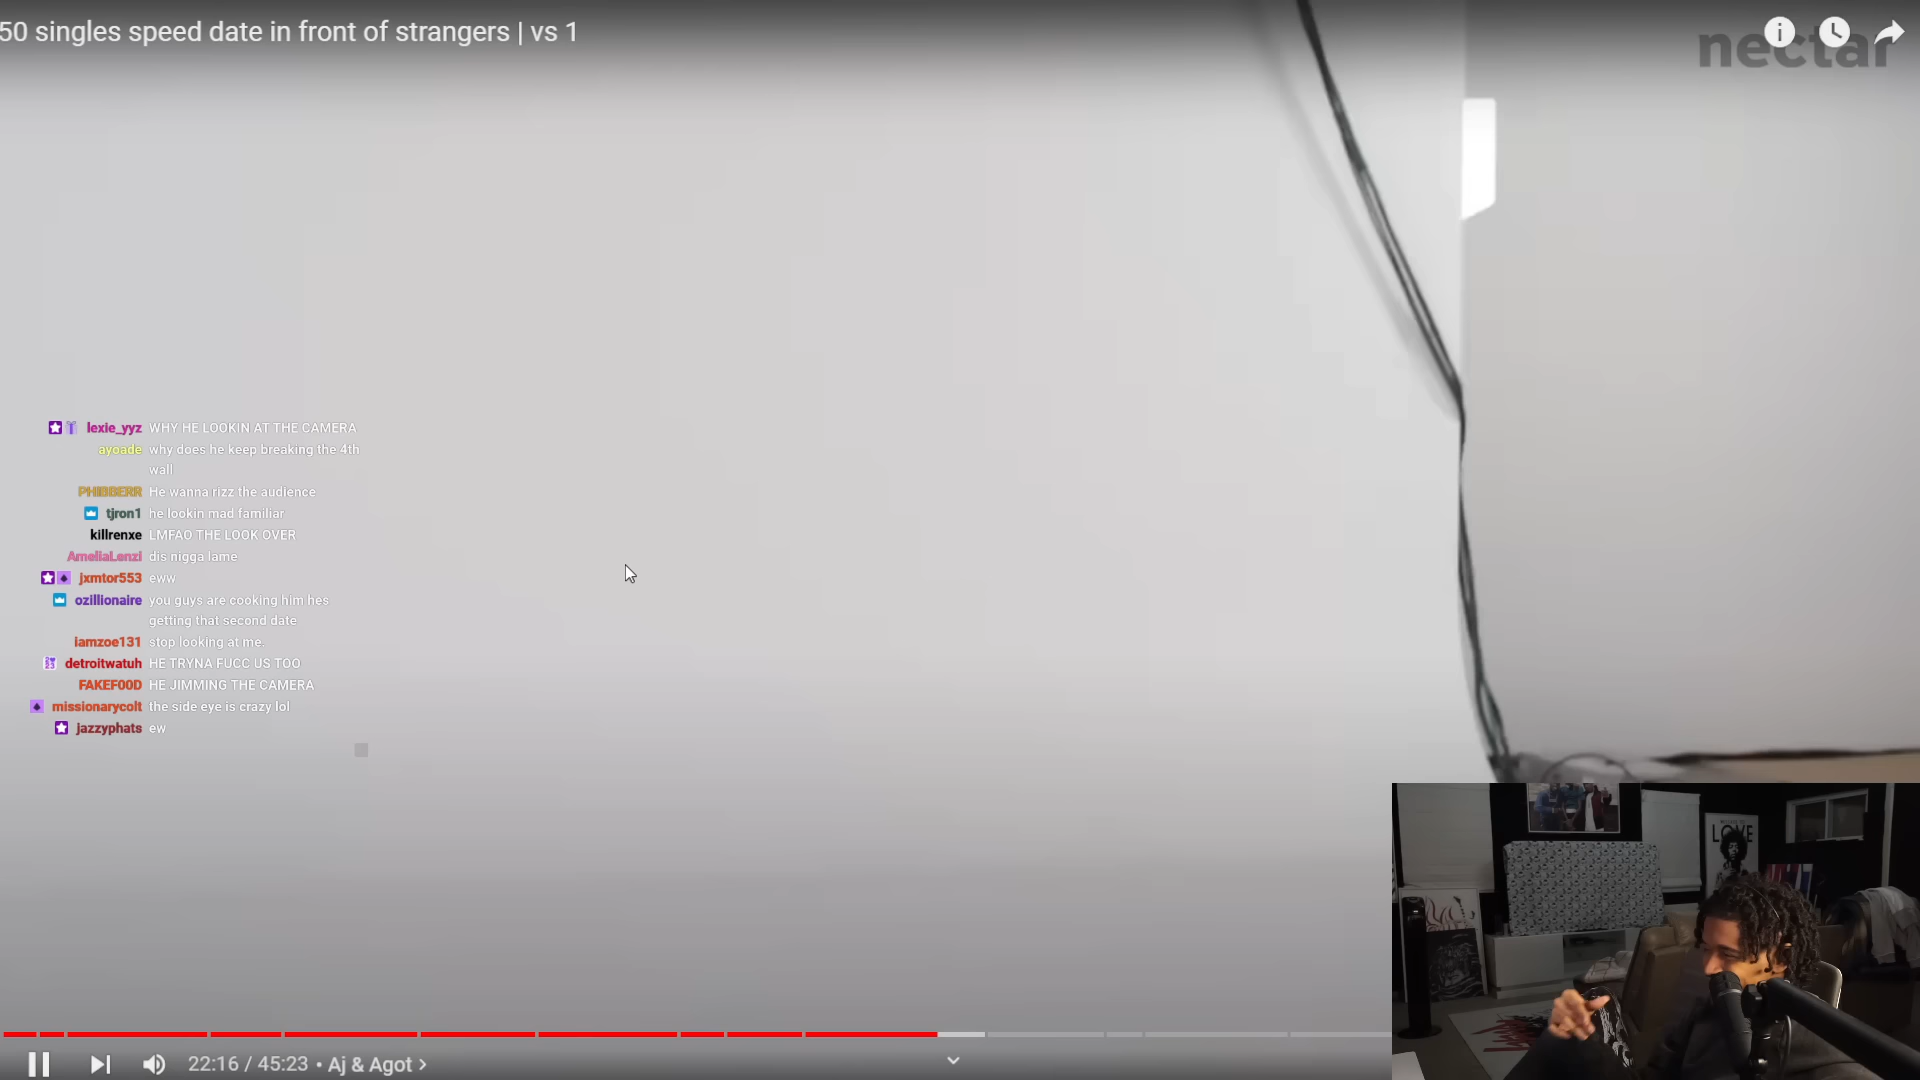 50 singles speed date in front of strangers | vs 1
nectar
lexie_yyz WHY HE LOOKIN AT THE CAMERA
ayoade why does he keep breaking the 4th
wall
PHIBBERR He wanna rizz the audience
tjron1 he lookin mad familiar
killrenxe LMFAO THE LOOK OVER
AmeliaLenzi dis nigga lame
jxmtor553 eww
ozillionaire you guys are cooking him hes
getting that second date
iamzoe131 stop looking at me.
detroitwatuh HE TRYNA FUCC US TOO
FAKEF00D HE JIMMING THE CAMERA
missionarycolt the side eye is crazy lol
jazzyphats ew
LOVE
22:16 / 45:23 • Aj & Agot >